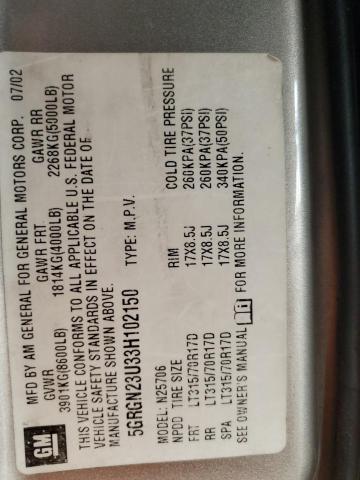 GM
MFD BY AM GENERAL FOR GENERAL MOTORS CORP. 07/02
GVWR GAWR FRT GAWR RR
3901KG(8600LB) 1814KG(4000LB) 2268KG(5000LB)
THIS VEHICLE CONFORMS TO ALL APPLICABLE U.S. FEDERAL MOTOR
VEHICLE SAFETY STANDARDS IN EFFECT ON THE DATE OF
MANUFACTURE SHOWN ABOVE.
5GRGN23U33H102150 TYPE: M.P.V.
MODEL: N25706
NPDD TIRE SIZE RIM COLD TIRE PRESSURE
FRT LT315/70R17D 17X8.5J 260KPA(37PSI)
RR LT315/70R17D 17X8.5J 260KPA(37PSI)
SPA LT315/70R17D 17X8.5J 340KPA(50PSI)
SEE OWNER'S MANUAL FOR MORE INFORMATION.